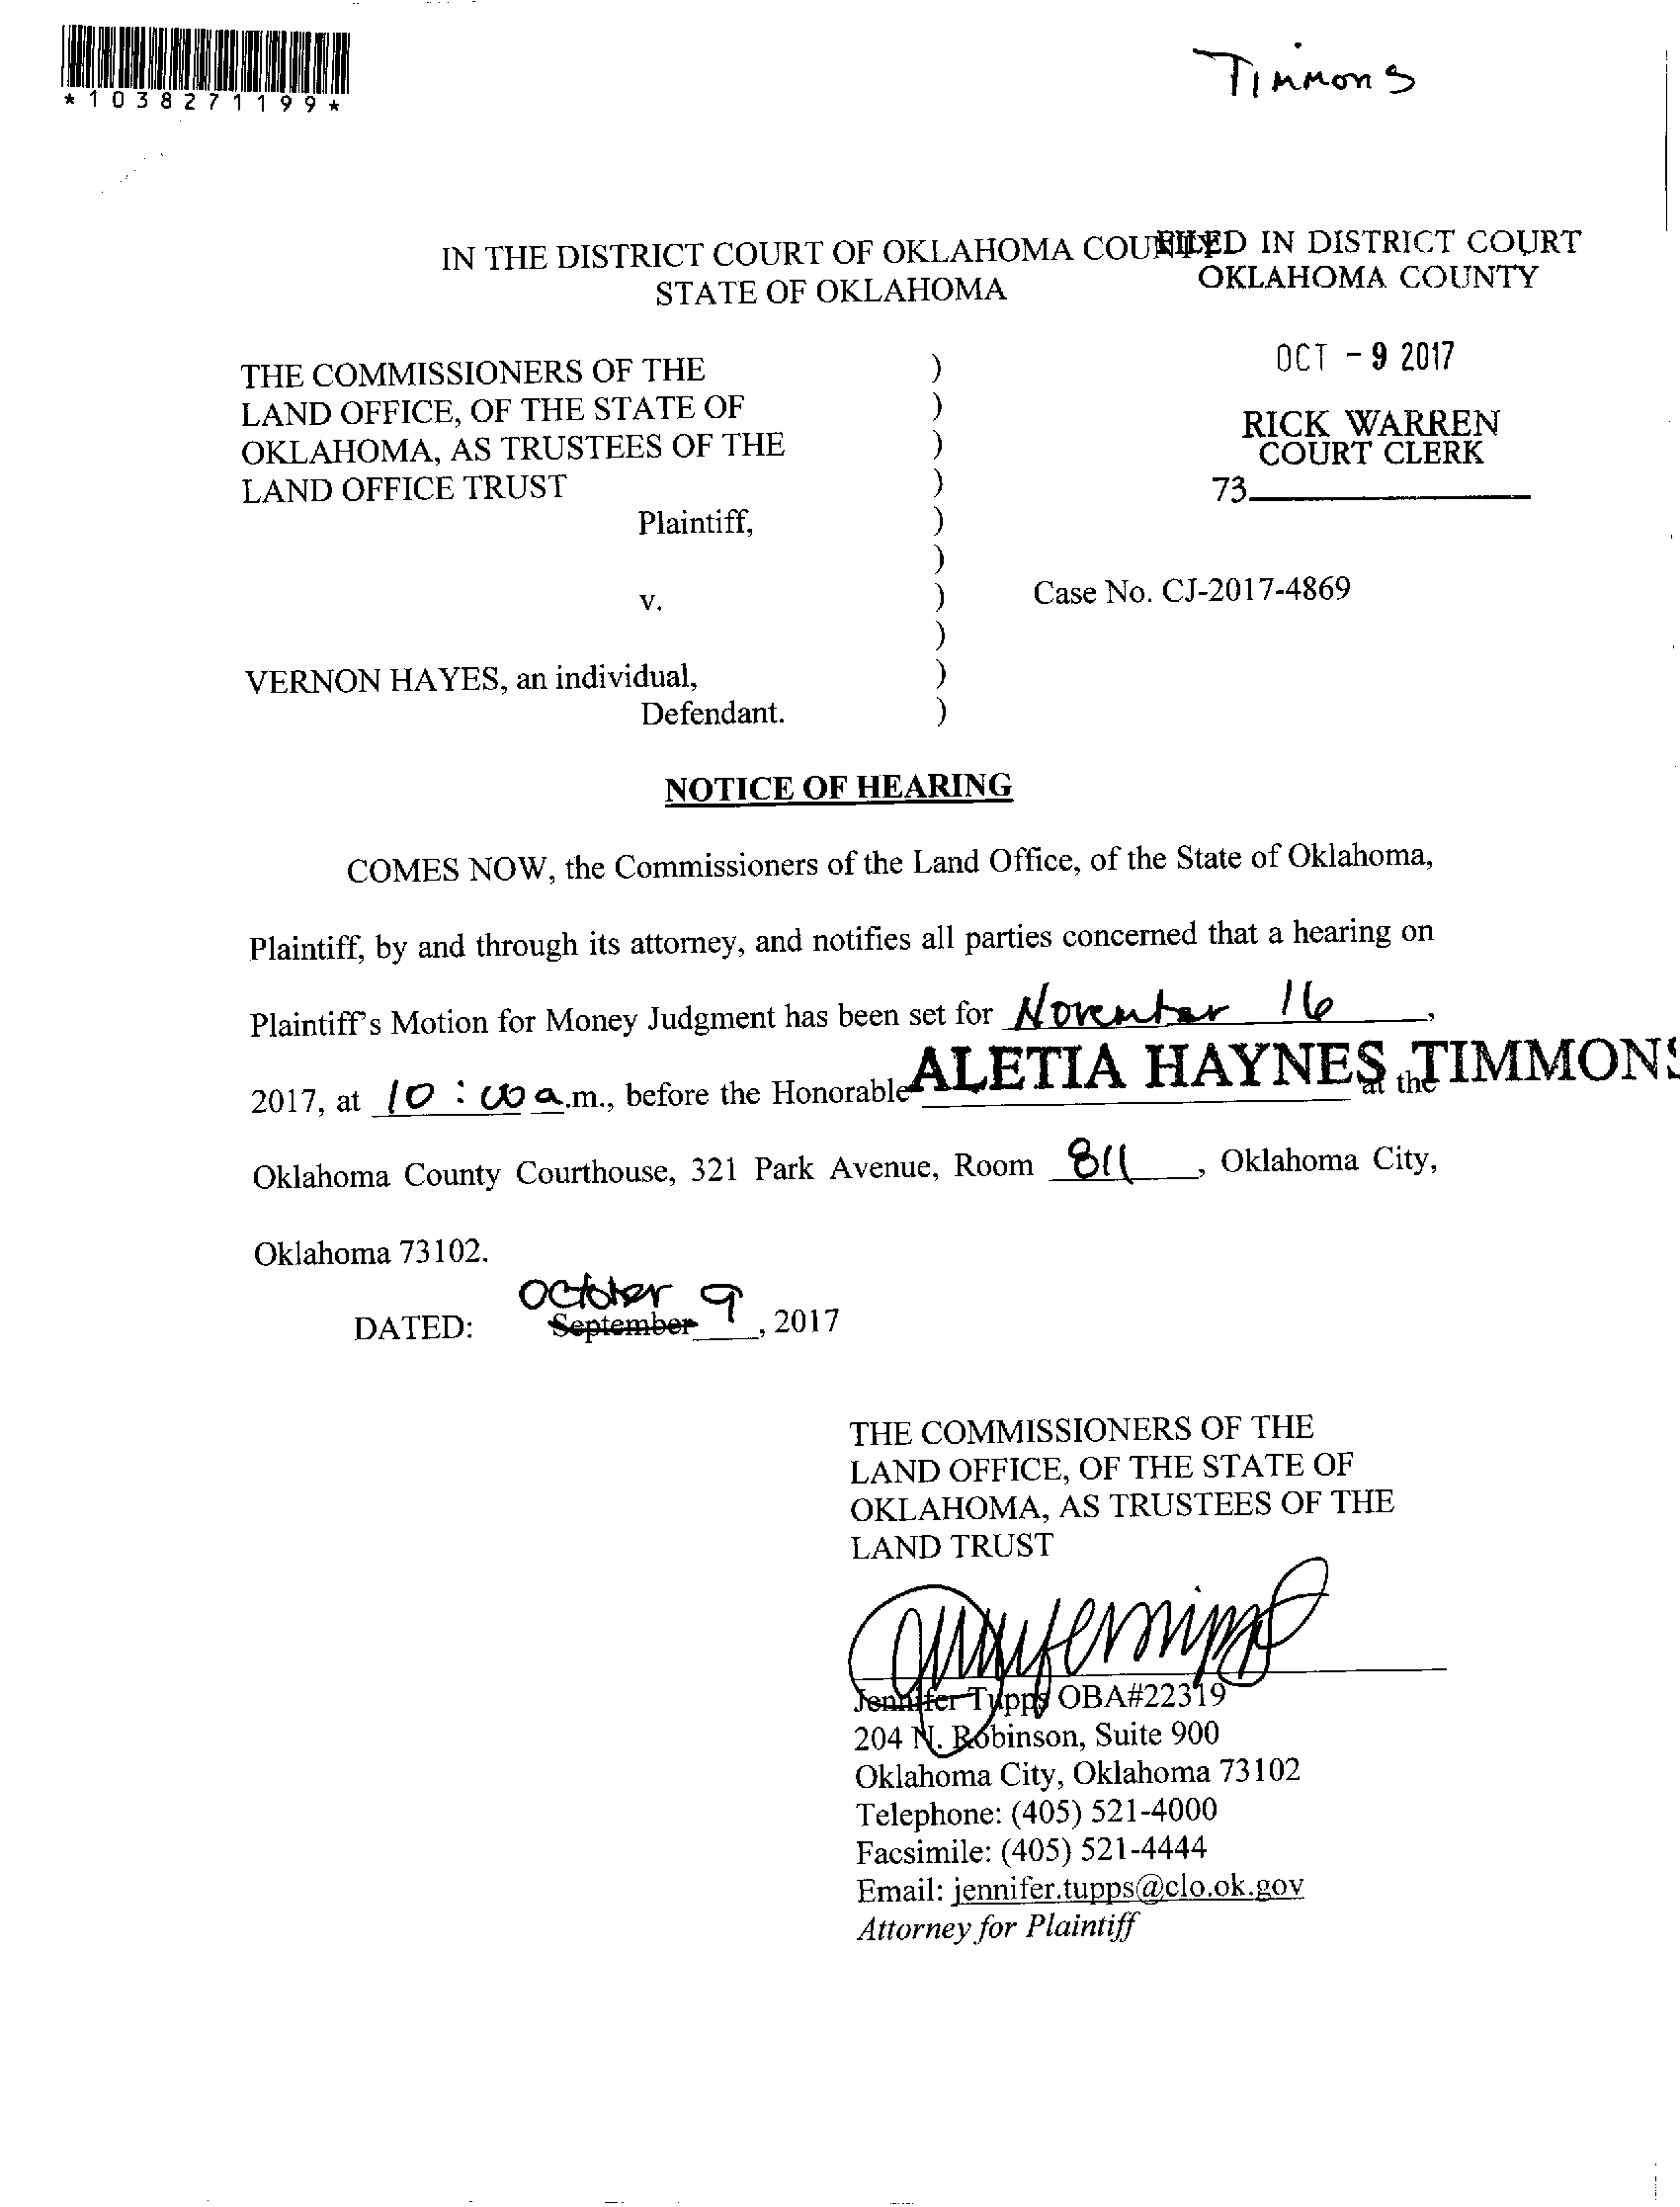 *1038271199*
Timmons
IN THE DISTRICT COURT OF OKLAHOMA COUNTY
STATE OF OKLAHOMA
FILED IN DISTRICT COURT
OKLAHOMA COUNTY
OCT - 9 2017
RICK WARREN
COURT CLERK
73
THE COMMISSIONERS OF THE )
LAND OFFICE, OF THE STATE OF )
OKLAHOMA, AS TRUSTEES OF THE )
LAND OFFICE TRUST )
Plaintiff, )
)
v. ) Case No. CJ-2017-4869
)
VERNON HAYES, an individual, )
Defendant. )
NOTICE OF HEARING
COMES NOW, the Commissioners of the Land Office, of the State of Oklahoma,
Plaintiff, by and through its attorney, and notifies all parties concerned that a hearing on
Plaintiff's Motion for Money Judgment has been set for November 16,
2017, at 10:00 a.m., before the Honorable ALETIA HAYNES TIMMONS at the
Oklahoma County Courthouse, 321 Park Avenue, Room 811, Oklahoma City,
Oklahoma 73102.
October 9
DATED: September , 2017
THE COMMISSIONERS OF THE
LAND OFFICE, OF THE STATE OF
OKLAHOMA, AS TRUSTEES OF THE
LAND TRUST
Jennifer Tupps OBA#22319
204 N. Robinson, Suite 900
Oklahoma City, Oklahoma 73102
Telephone: (405) 521-4000
Facsimile: (405) 521-4444
Email: jennifer.tupps@clo.ok.gov
Attorney for Plaintiff